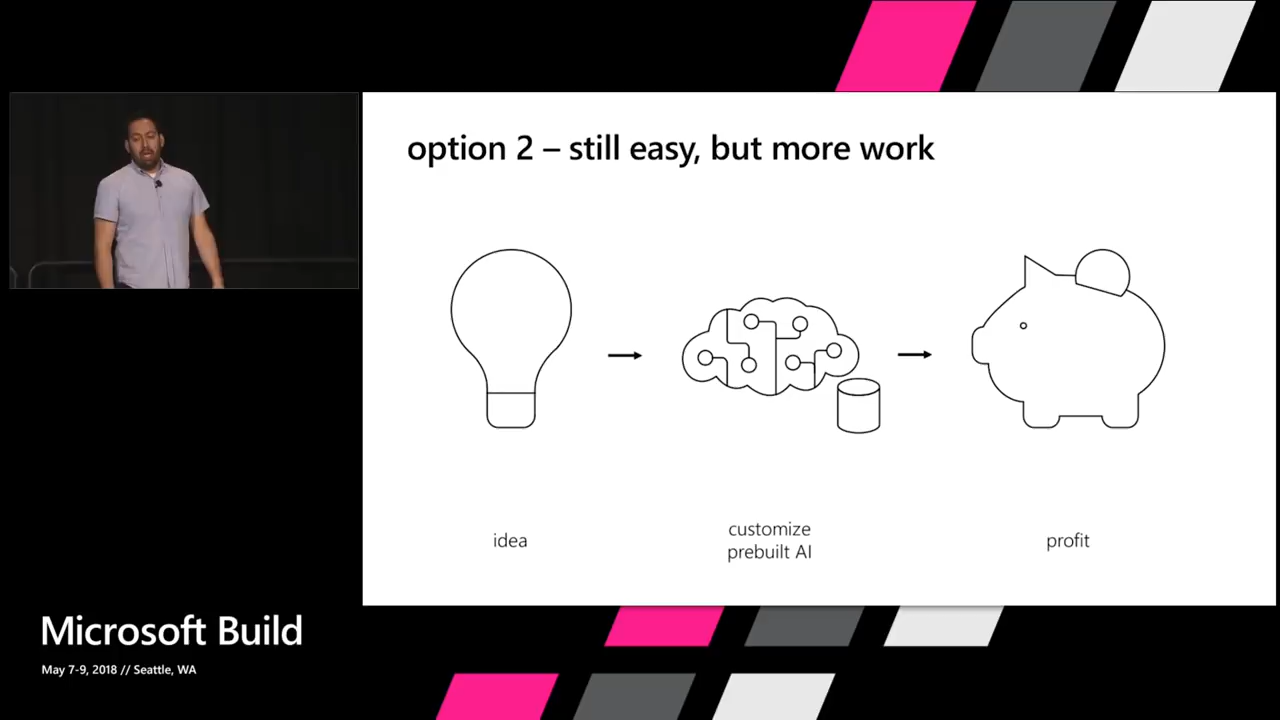 option 2 – still easy, but more work
idea
customize
prebuilt AI
profit
Microsoft Build
May 7-9, 2018 // Seattle, WA